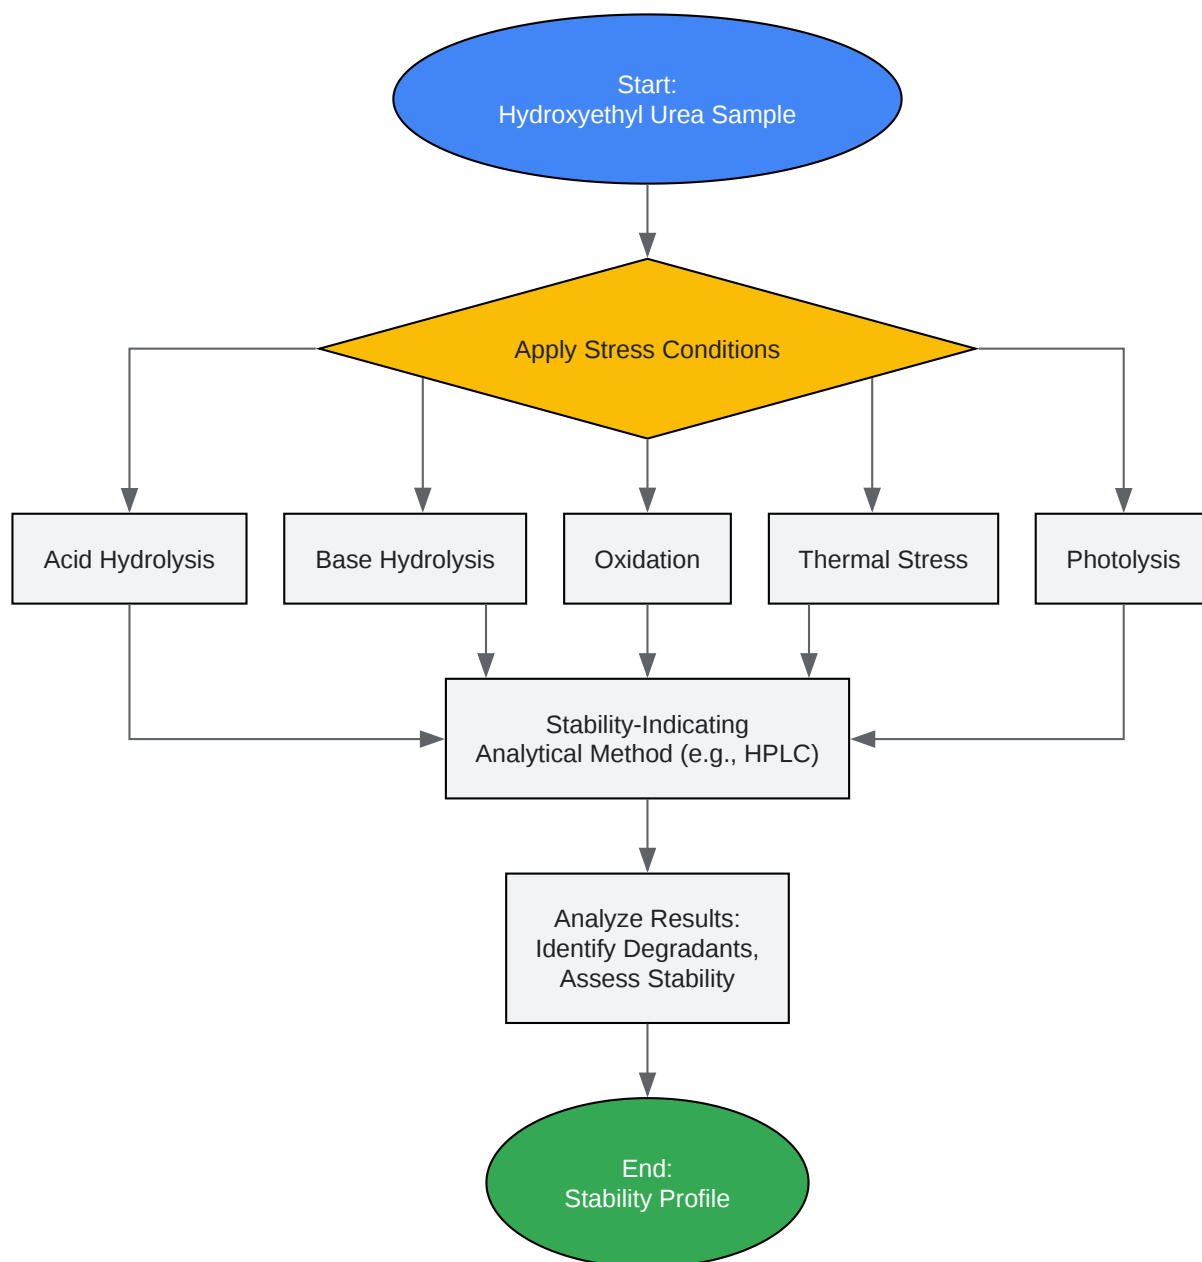 Start:
Hydroxyethyl Urea Sample
Apply Stress Conditions
Acid Hydrolysis
Base Hydrolysis
Oxidation
Thermal Stress
Photolysis
Stability-Indicating
Analytical Method (e.g., HPLC)
Analyze Results:
Identify Degradants,
Assess Stability
End:
Stability Profile